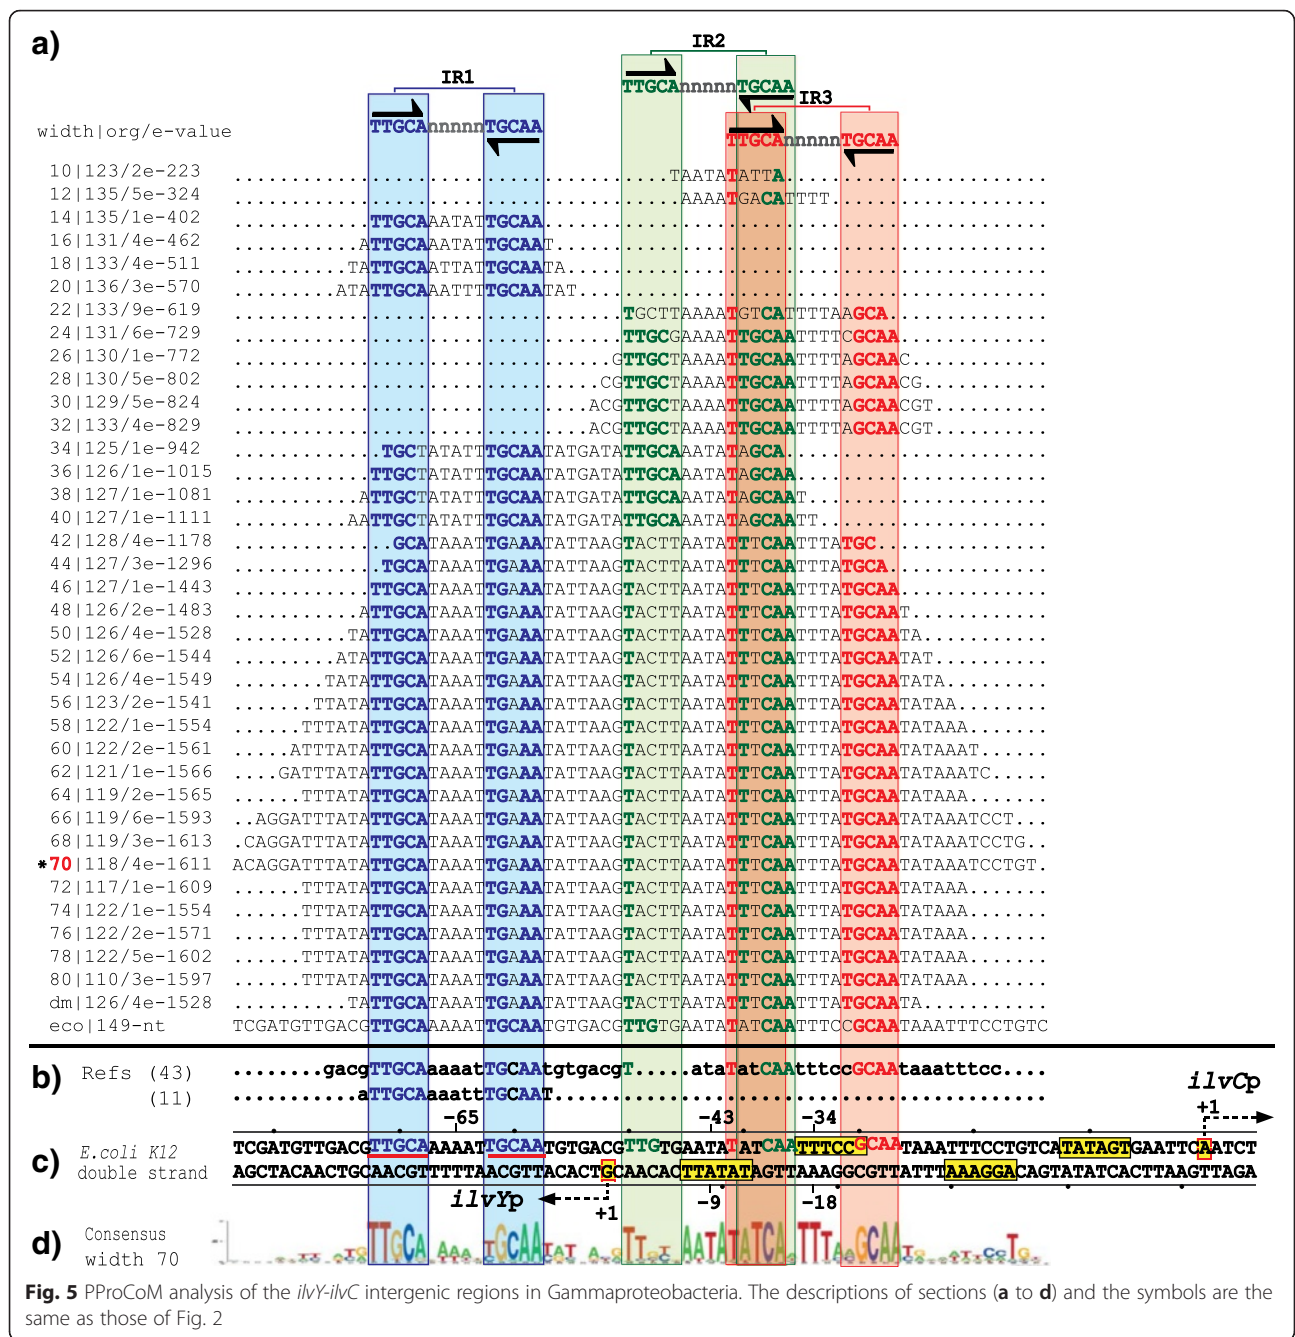 a)
IR2
TTGCAnnnnnTGCAA
IR1
IR3
width|org/e-value
TTGCAnnnnnTGCAA
TTGCAnnnnnTGCAA
10|123/2e-223 ......................................TAATATATTA.......................
12|135/5e-324 .......................................AAAATGACATTTT...................
14|135/1e-402 ............TTGCAAATATTGCAA............................................
16|131/4e-462 ...........ATTGCAAATATTGCAAT...........................................
18|133/4e-511 ..........TATTGCAATTATTGCAATA..........................................
20|136/3e-570 .........ATATTGCAAATTTTGCAATAT.........................................
22|133/9e-619 ..................................TGCTTAAAATGTCATTTTAAGCA.............
24|131/6e-729 ..................................TTGCGAAAATTGCAATTTTCGCAA.............
26|130/1e-772 .................................GTTGCTAAAATTGCAATTTTAGCAAC............
28|130/5e-802 ................................CGTTGCTAAAATTGCAATTTTAGCAACG...........
30|129/5e-824 ...............................ACGTTGCTAAAATTGCAATTTTAGCAACGT..........
32|133/4e-829 ...............................ACGTTGCTAAAATTGCAATTTTAGCAACGT..........
34|125/1e-942 .............TGCTATATTTGCAATATGATATTGCAAATATAGCA.......................
36|126/1e-1015 ............TTGCTATATTTGCAATATGATATTGCAAATATAGCAA......................
38|127/1e-1081 ...........ATTGCTATATTTGCAATATGATATTGCAAATATAGCAAT.....................
40|127/1e-1111 ..........AATTGCTATATTTGCAATATGATATTGCAAATATAGCAATT....................
42|128/4e-1178 ..............GCATAAATTGAAATATTAAGTACTTAATATTTCAATTTATGC...............
44|127/3e-1296 .............TGCATAAATTGAAATATTAAGTACTTAATATTTCAATTTATGCA..............
46|127/1e-1443 ............TTGCATAAATTGAAATATTAAGTACTTAATATTTCAATTTATGCAA.............
48|126/2e-1483 ...........ATTGCATAAATTGAAATATTAAGTACTTAATATTTCAATTTATGCAAT............
50|126/4e-1528 ..........TATTGCATAAATTGAAATATTAAGTACTTAATATTTCAATTTATGCAATA...........
52|126/6e-1544 .........ATATTGCATAAATTGAAATATTAAGTACTTAATATTTCAATTTATGCAATAT..........
54|126/4e-1549 ........TATATTGCATAAATTGAAATATTAAGTACTTAATATTTCAATTTATGCAATATA.........
56|123/2e-1541 .......TTATATTGCATAAATTGAAATATTAAGTACTTAATATTTCAATTTATGCAATATAA........
58|122/1e-1554 ......TTTATATTGCATAAATTGAAATATTAAGTACTTAATATTTCAATTTATGCAATATAAA.......
60|122/2e-1561 .....ATTTATATTGCATAAATTGAAATATTAAGTACTTAATATTTCAATTTATGCAATATAAAT......
62|121/1e-1566 ....GATTTATATTGCATAAATTGAAATATTAAGTACTTAATATTTCAATTTATGCAATATAAATC.....
64|119/2e-1565 ......TTTATATTGCATAAATTGAAATATTAAGTACTTAATATTTCAATTTATGCAATATAAA.......
66|119/6e-1593 ..AGGATTTATATTGCATAAATTGAAATATTAAGTACTTAATATTTCAATTTATGCAATATAAATCCT...
68|119/3e-1613 .CAGGATTTATATTGCATAAATTGAAATATTAAGTACTTAATATTTCAATTTATGCAATATAAATCCTG..
*70|118/4e-1611 ACAGGATTTATATTGCATAAATTGAAATATTAAGTACTTAATATTTCAATTTATGCAATATAAATCCTGT.
72|117/1e-1609 ......TTTATATTGCATAAATTGAAATATTAAGTACTTAATATTTCAATTTATGCAATATAAA.......
74|122/1e-1554 ......TTTATATTGCATAAATTGAAATATTAAGTACTTAATATTTCAATTTATGCAATATAAA.......
76|122/2e-1571 ......TTTATATTGCATAAATTGAAATATTAAGTACTTAATATTTCAATTTATGCAATATAAA.......
78|122/5e-1602 ......TTTATATTGCATAAATTGAAATATTAAGTACTTAATATTTCAATTTATGCAATATAAA.......
80|110/3e-1597 ......TTTATATTGCATAAATTGAAATATTAAGTACTTAATATTTCAATTTATGCAATATAAA.......
dm|126/4e-1528 ..........TATTGCATAAATTGAAATATTAAGTACTTAATATTTCAATTTATGCAATA...........
eco|149-nt TCGATGTTGACGTTGCAAAAATTGCAATGTGACGTTGTGAATATATCAATTTCCGCAATAAATTTCCTGTC
b) Refs (43) ........gacgTTGCAaaaatTGCAAtgtgacgT.....ataTatCAAtttccGCAAtaaatttcc....
(11) ...........aTTGCAaaattTGCAAT...........................................
ilvCp
-65 -43 -34 +1
c) E.coli K12 TCGATGTTGACGTTGCAAAAATTGCAATGTGACGTTGTGAATATATCAATTTCCGCAATAAATTTCCTGTCATATAGTGAATTCAATCT
double strand AGCTACAACTGCAACGTTTTTAACGTTACACTGCAACACTTATATAGTTAAAGGCGTTATTTAAAGGACAGTATATCACTTAAGTTAGA
ilvYp +1 -9 -18
d) Consensus
width 70
Fig. 5 PProCoM analysis of the ilvY-ilvC intergenic regions in Gammaproteobacteria. The descriptions of sections (a to d) and the symbols are the
same as those of Fig. 2